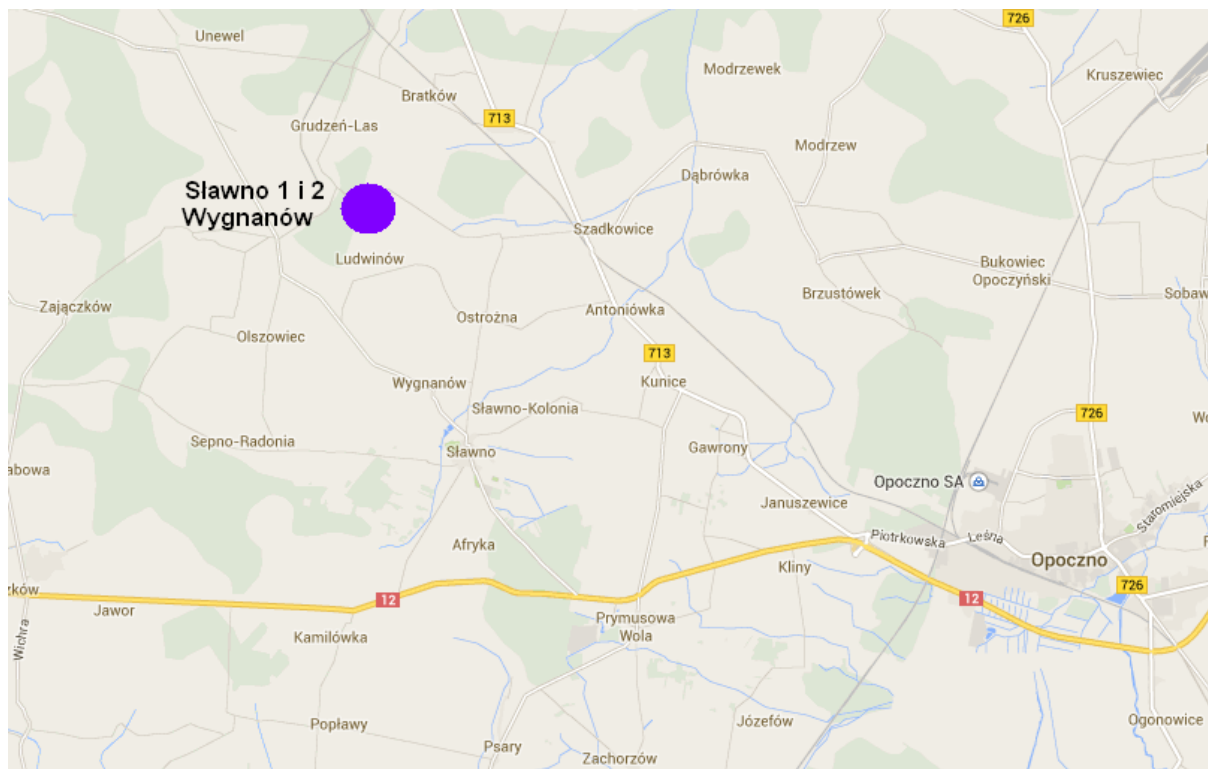 726
Unewel
Modrzewek
Kruszewiec
Bratków
713
Grudzeń-Las
Modrzew
Dąbrówka
Sławno 1 i 2
Wygnanów
Szadkowice
Ludwinów
Bukowiec
Opoczyński
Brzustówek
Sobaw
Zajączków
Ostrożna
Antoniówka
Olszowiec
713
Wygnanów
Kunice
Sławno-Kolonia
726
Wo
Sepno-Radonia
Gawrony
Sławno
abowa
Opoczno SA
Januszewice
Staromiejska
Piotrkowska
Leśna
Afryka
Opoczno
Kliny
zków
12
12
726
Jawor
Prymusowa
Wola
Kamilówka
Wichra
Popławy
Józefów
Ogonowice
Psary
Zachorzów